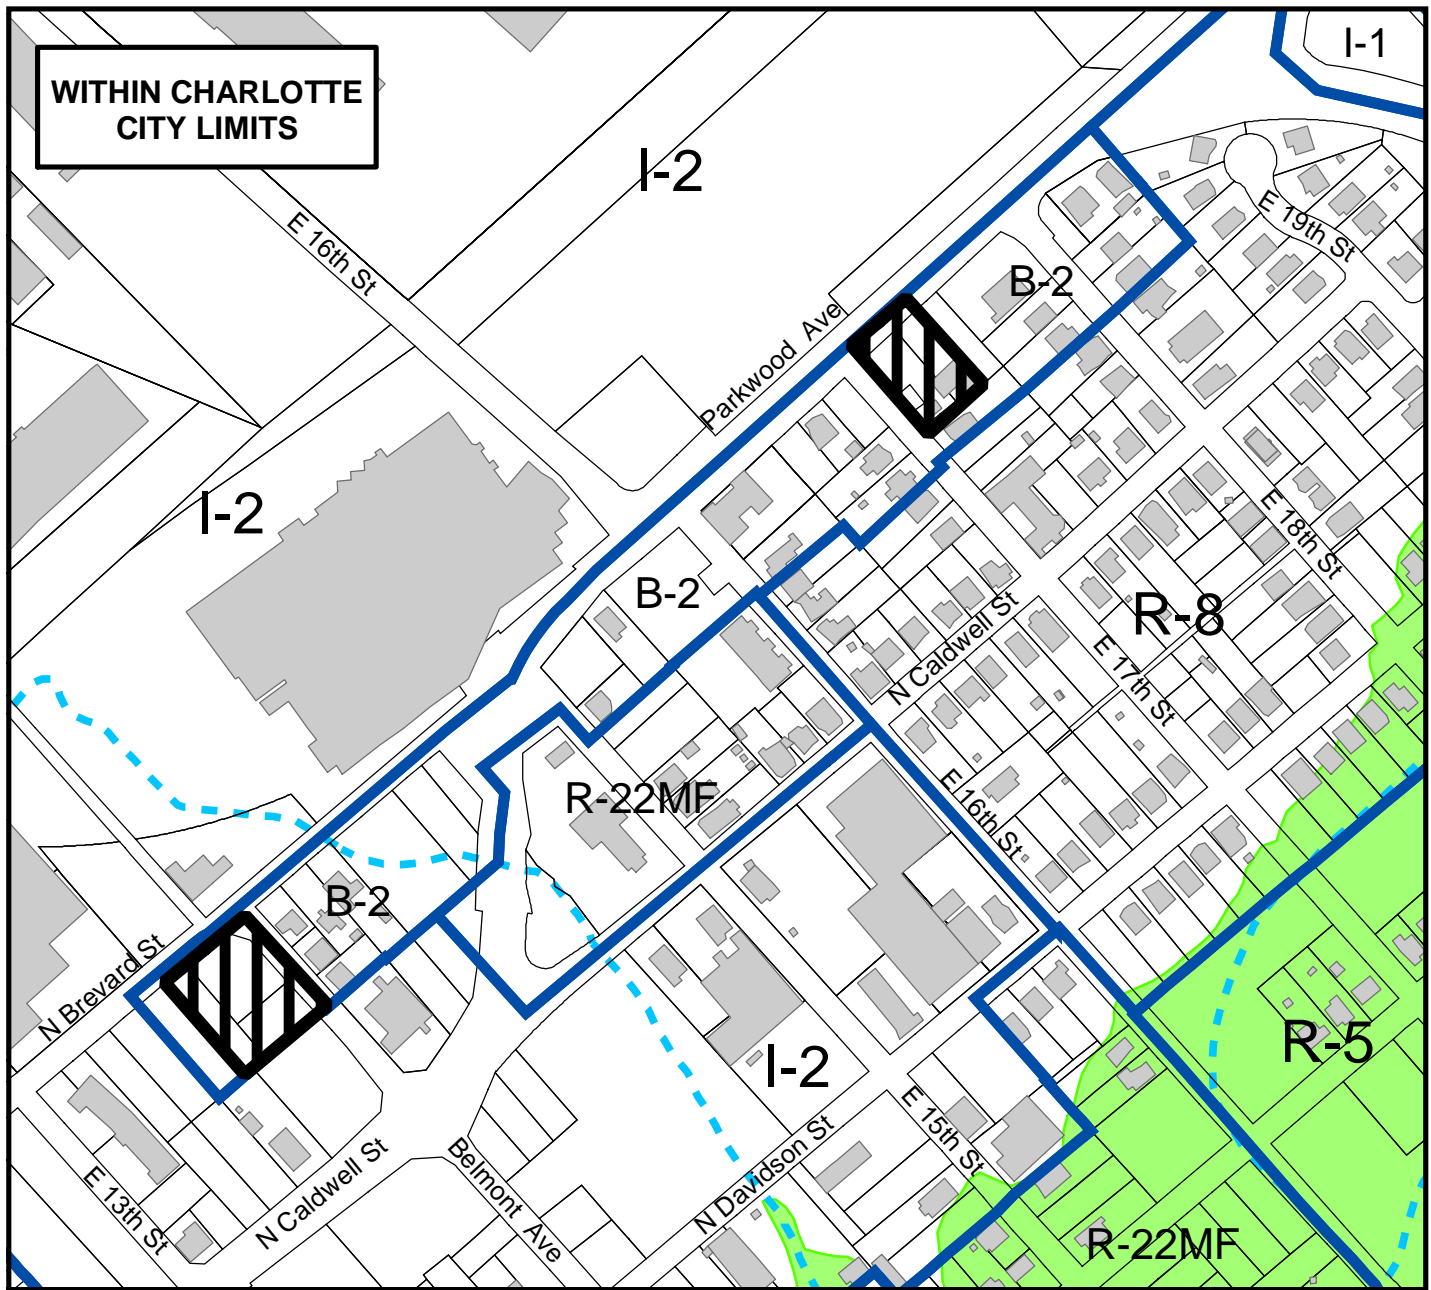 WITHIN CHARLOTTE
CITY LIMITS
I-1
I-2
E 16th St
E 19th St
B-2
Parkwood Ave
I-2
E 18th St
B-2
R-8
N Caldwell St
E 17th St
R-22MF
E 16th St
B-2
N Brevard St
R-5
I-2
E 15th St
N Davidson St
Belmont Ave
N Caldwell St
E 13th St
R-22MF